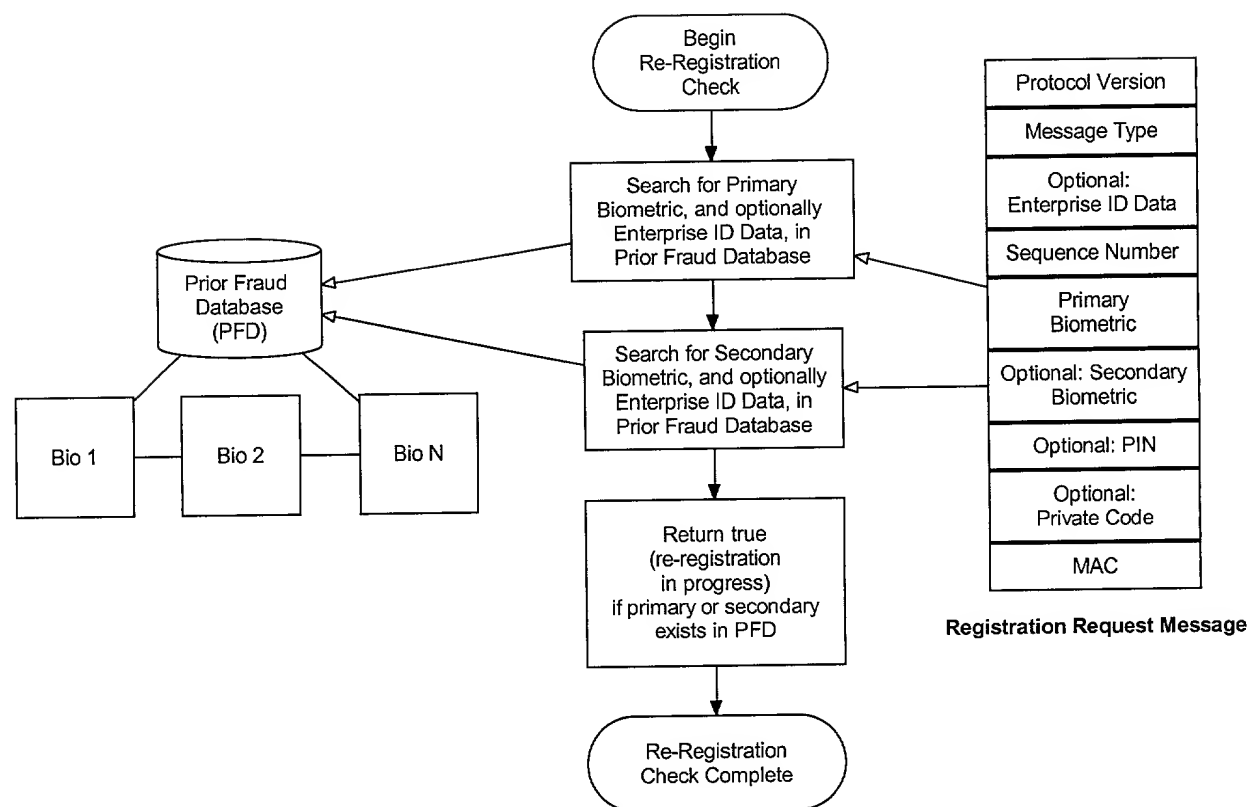 Begin
Re-Registration
Check
Search for Primary
Biometric, and optionally
Enterprise ID Data, in
Prior Fraud Database
Search for Secondary
Biometric, and optionally
Enterprise ID Data, in
Prior Fraud Database
Return true
(re-registration
in progress)
if primary or secondary
exists in PFD
Re-Registration
Check Complete
Prior Fraud
Database
(PFD)
Bio 1
Bio 2
Bio N
Protocol Version
Message Type
Optional:
Enterprise ID Data
Sequence Number
Primary
Biometric
Optional: Secondary
Biometric
Optional: PIN
Optional:
Private Code
MAC
Registration Request Message